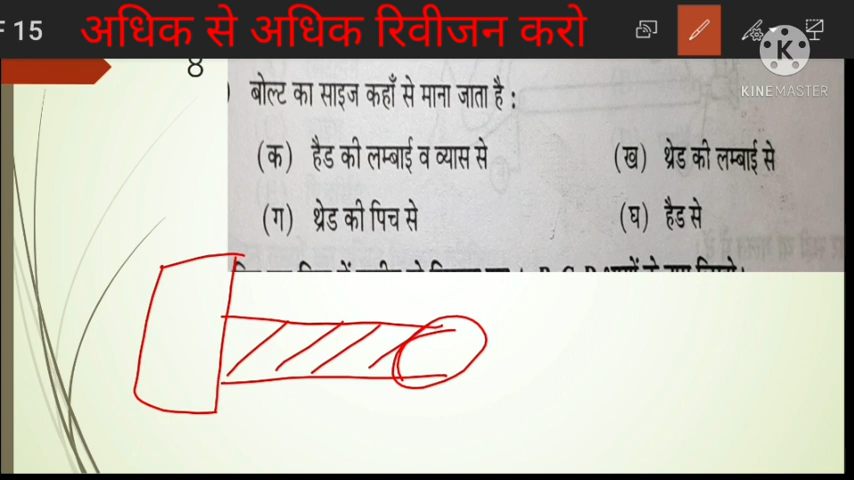 F 15 अधिक से अधिक रिवीजन करो
K
KINEMASTER
8
) बोल्ट का साइज कहाँ से माना जाता है :
(क) हैड की लम्बाई व व्यास से (ख) थ्रेड की लम्बाई से
(ग) थ्रेड की पिच से (घ) हैड से